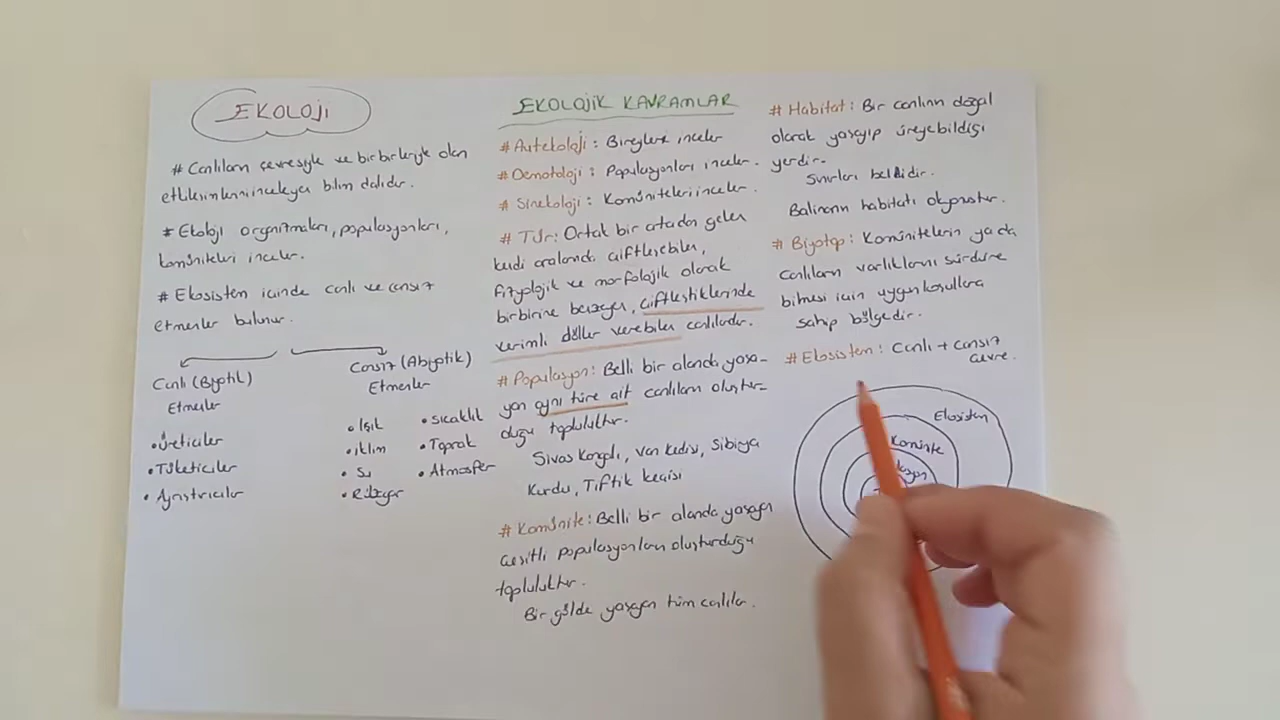 EKOLOJİ
# Canlıların çevresiyle ve birbirleriyle olan
etkileşimlerini inceleyen bilim dalıdır.
# Ekoloji organizmaları, populasyonları,
komüniteleri inceler.
# Ekosistem içinde canlı ve cansız
etmenler bulunur.
Canlı (Biyotik)
Etmenler
• Üreticiler
• Tüketiciler
• Ayrıştırıcılar
Cansız (Abiyotik)
Etmenler
• Işık
• iklim
• Su
• Rüzgar
• Sıcaklık
• Toprak
• Atmosfer
EKOLOJİK KAVRAMLAR
# Autekoloji: Bireyleri inceler
# Demotoloji: Populasyonları inceler.
# Sinekoloji: Komüniteleri inceler.
# Tür: Ortak bir atadan gelen
kendi aralarında çiftleşebilen,
fizyolojik ve morfolojik olarak
birbirine benzeyen, çiftleştiklerinde
verimli döller verebilen canlılardır.
# Populasyon: Belli bir alanda yaşa-
yan aynı türe ait canlıların oluştur-
duğu topluluktur.
Sivas Kangalı, Van kedisi, Sibirya
Kurdu, Tiftik keçisi
# Komünite: Belli bir alanda yaşayan
çeşitli populasyonların oluşturduğu
topluluktur.
Bir gölde yaşayan tüm canlılar.
# Habitat: Bir canlının doğal
olarak yaşayıp üreyebildiği
yerdir.
Sınırları bellidir.
Balinanın habitatı okyanustur.
# Biyotop: Komünitelerin ya da
canlıların varlıklarını sürdüre
bilmesi için uygun koşullara
sahip bölgedir.
# Ekosistem: Canlı + cansız
çevre.
Ekosistem
Komünite